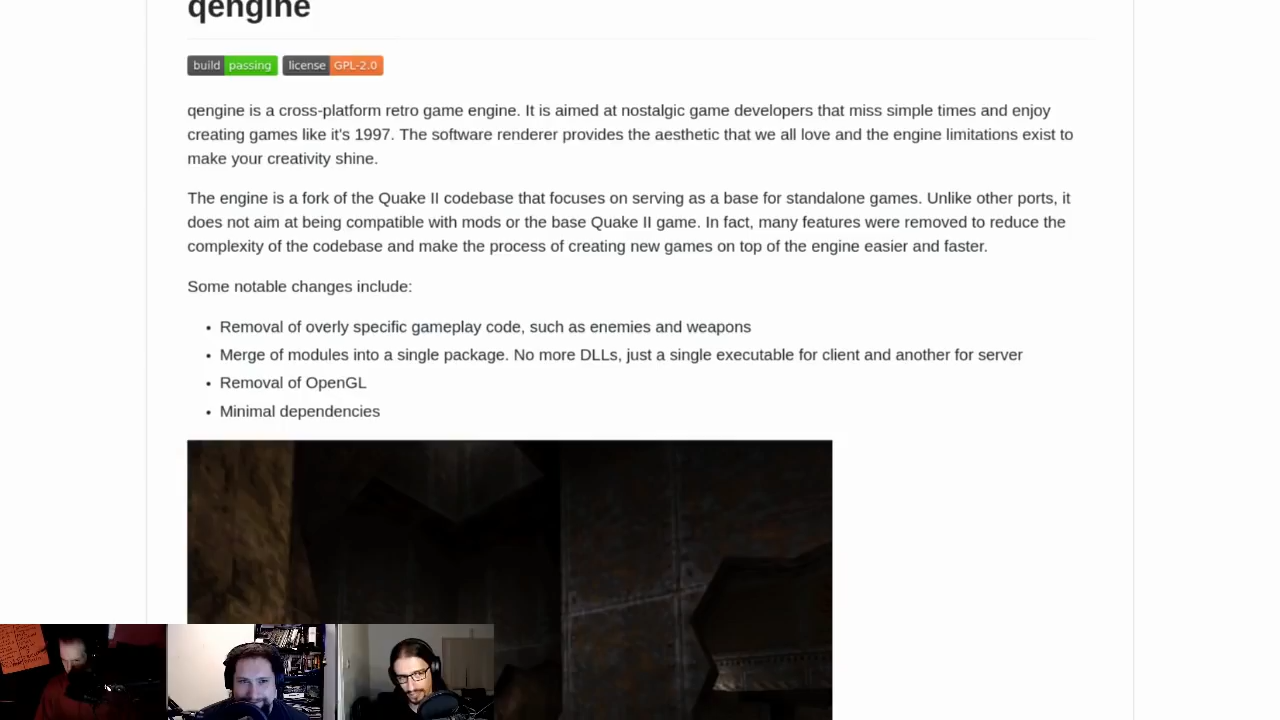 qengine
build passing license GPL-2.0
qengine is a cross-platform retro game engine. It is aimed at nostalgic game developers that miss simple times and enjoy
creating games like it's 1997. The software renderer provides the aesthetic that we all love and the engine limitations exist to
make your creativity shine.
The engine is a fork of the Quake II codebase that focuses on serving as a base for standalone games. Unlike other ports, it
does not aim at being compatible with mods or the base Quake II game. In fact, many features were removed to reduce the
complexity of the codebase and make the process of creating new games on top of the engine easier and faster.
Some notable changes include:
• Removal of overly specific gameplay code, such as enemies and weapons
• Merge of modules into a single package. No more DLLs, just a single executable for client and another for server
• Removal of OpenGL
• Minimal dependencies